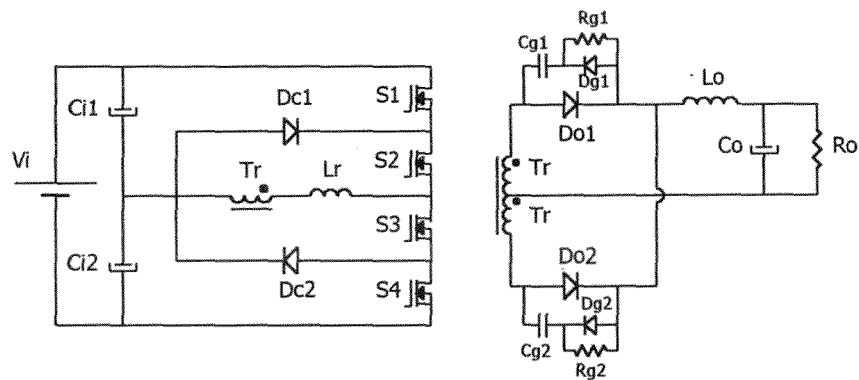 Rg1
Cg1
Dg1
Lo
S1
Dc1
Ci1
Do1
Vi
S2
Co
Ro
Tr
Lr
Tr
S3
Tr
Ci2
Do2
Dc2
S4
Dg2
Cg2
Rg2